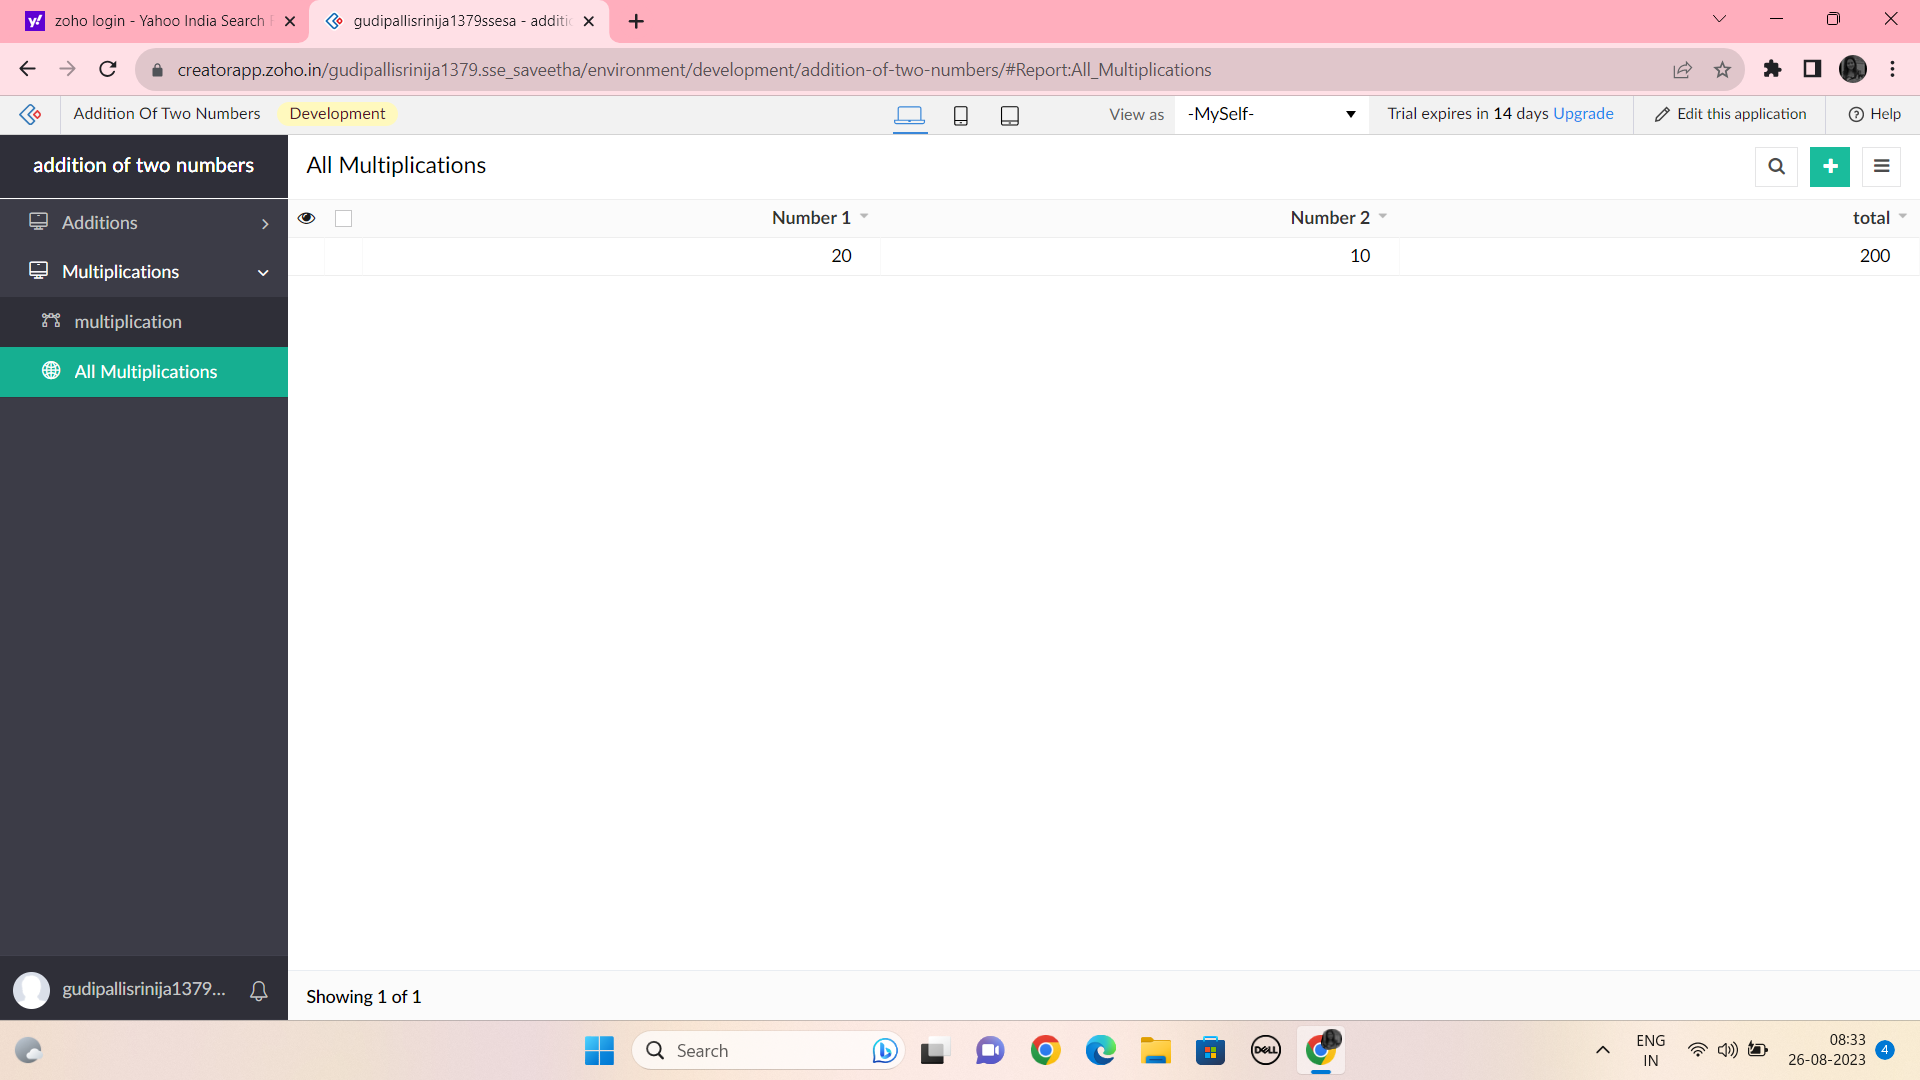 zoho login - Yahoo India Search
gudipallisrinija1379ssesa - additi
creatorapp.zoho.in/gudipallisrinija1379.sse_saveetha/environment/development/addition-of-two-numbers/#Report:All_Multiplications
Addition Of Two Numbers Development View as -MySelf- Trial expires in 14 days Upgrade Edit this application Help
addition of two numbers
All Multiplications
Additions
Multiplications
multiplication
All Multiplications
Number 1 Number 2 total
20 10 200
gudipallisrinija1379...
Showing 1 of 1
Search
DELL
ENG
IN
08:33
26-08-2023
4